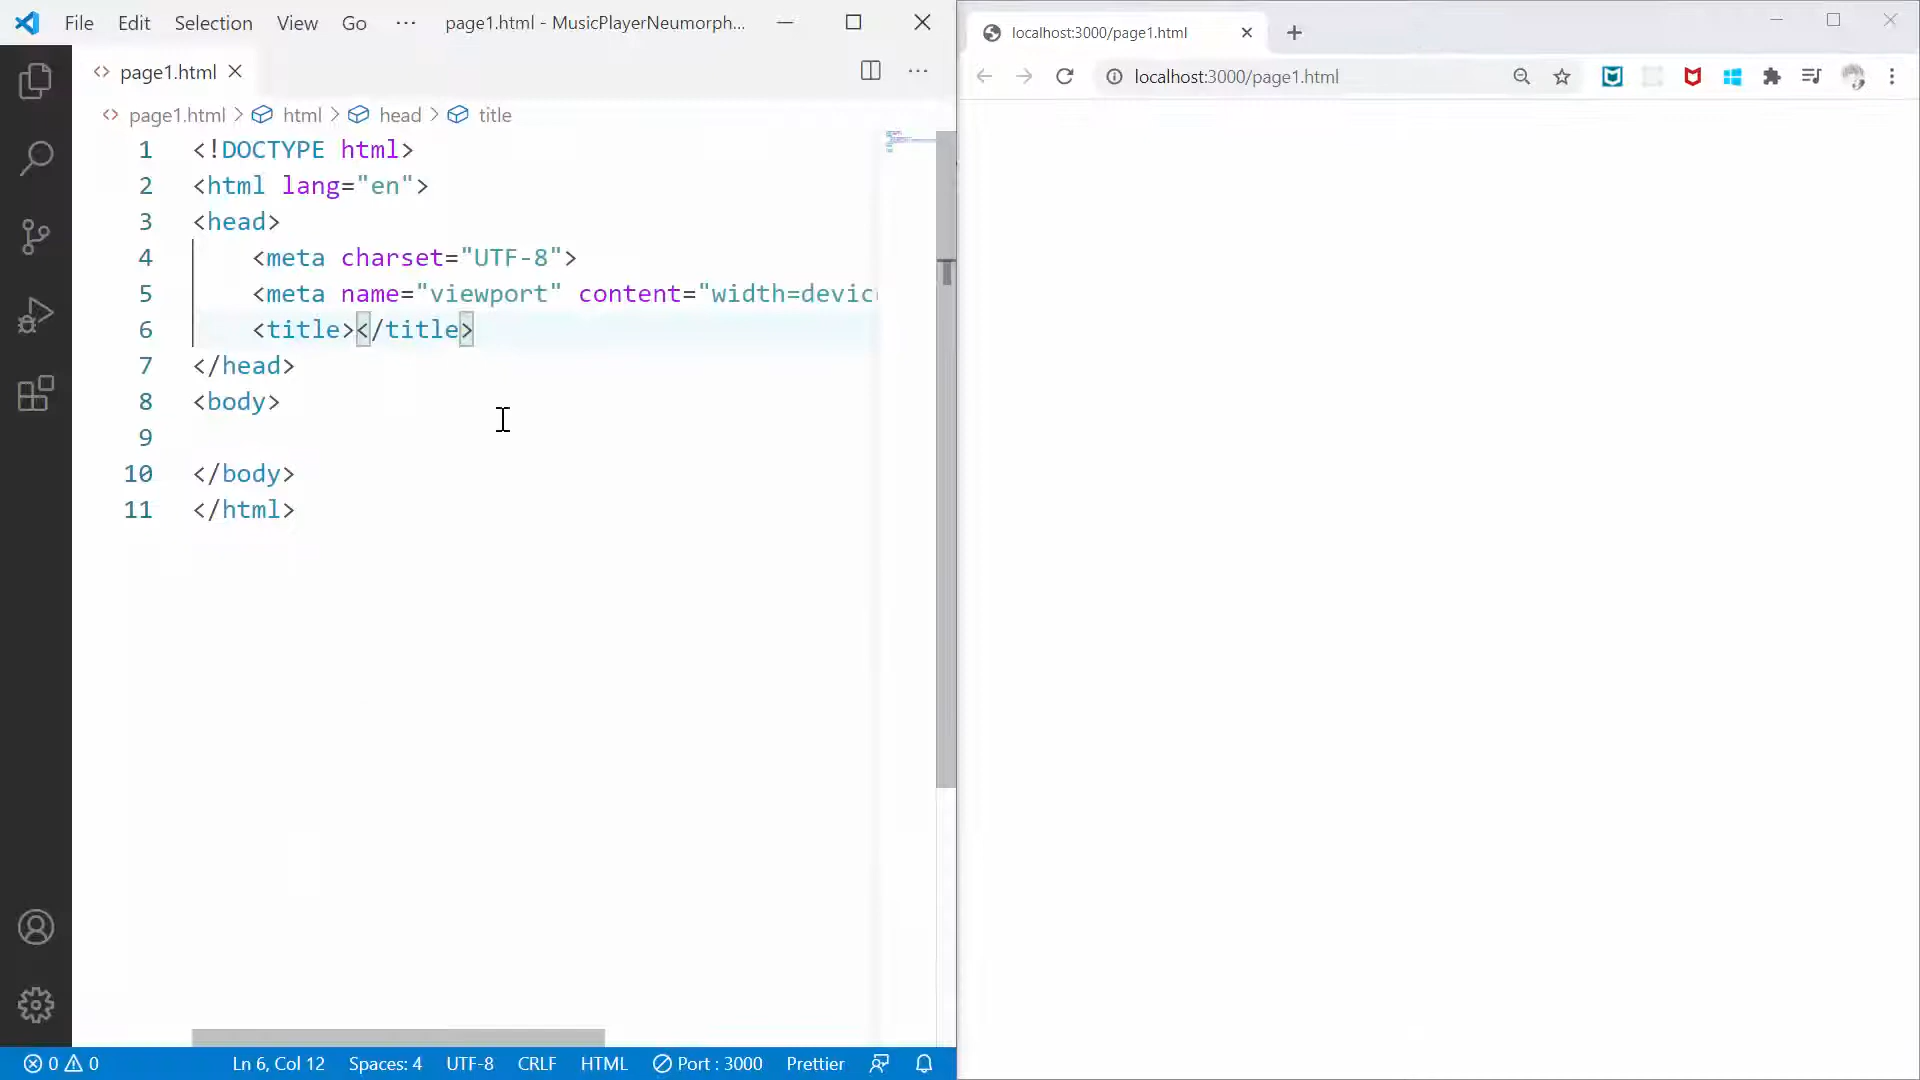 File Edit Selection View Go ··· page1.html - MusicPlayerNeumorph...
page1.html
page1.html > html > head > title
1 <!DOCTYPE html>
2 <html lang="en">
3 <head>
4 <meta charset="UTF-8">
5 <meta name="viewport" content="width=devic
6 <title></title>
7 </head>
8 <body>
9
10 </body>
11 </html>
0 0 Ln 6, Col 12 Spaces: 4 UTF-8 CRLF HTML Port : 3000 Prettier
localhost:3000/page1.html
localhost:3000/page1.html